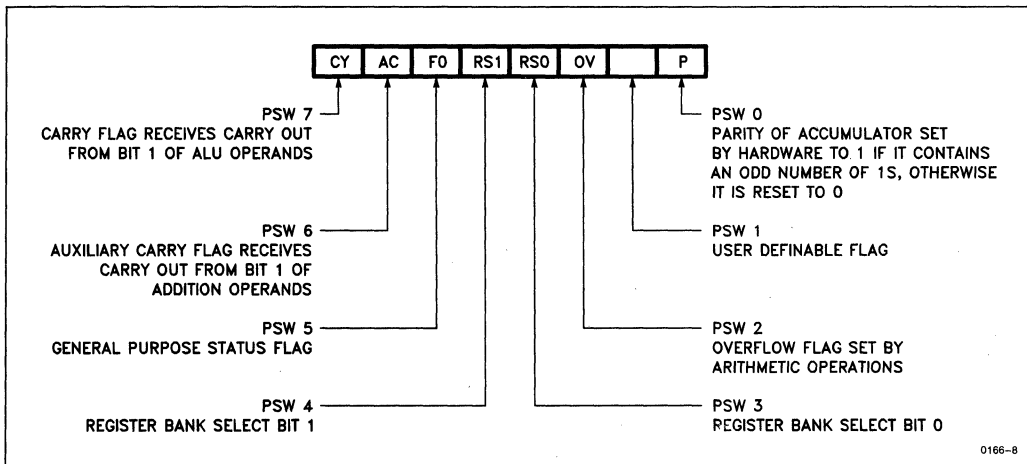 CY AC F0 RS1 RS0 OV P
PSW 7
CARRY FLAG RECEIVES CARRY OUT
FROM BIT 1 OF ALU OPERANDS
PSW 6
AUXILIARY CARRY FLAG RECEIVES
CARRY OUT FROM BIT 1 OF
ADDITION OPERANDS
PSW 5
GENERAL PURPOSE STATUS FLAG
PSW 4
REGISTER BANK SELECT BIT 1
PSW 0
PARITY OF ACCUMULATOR SET
BY HARDWARE TO 1 IF IT CONTAINS
AN ODD NUMBER OF 1S, OTHERWISE
IT IS RESET TO 0
PSW 1
USER DEFINABLE FLAG
PSW 2
OVERFLOW FLAG SET BY
ARITHMETIC OPERATIONS
PSW 3
REGISTER BANK SELECT BIT 0
0166–8